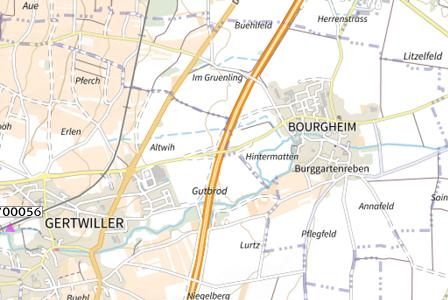 Aue
Buehlfeld
Herrenstrass
Litzelfeld
Pferch
Im Gruenling
Erlen
BOURGHEIM
Altwih
Hintermatten
Burggartenreben
Gutbrod
700056
GERTWILLER
Annafeld
Pflegfeld
Lurtz
Buehl
Niegelberg